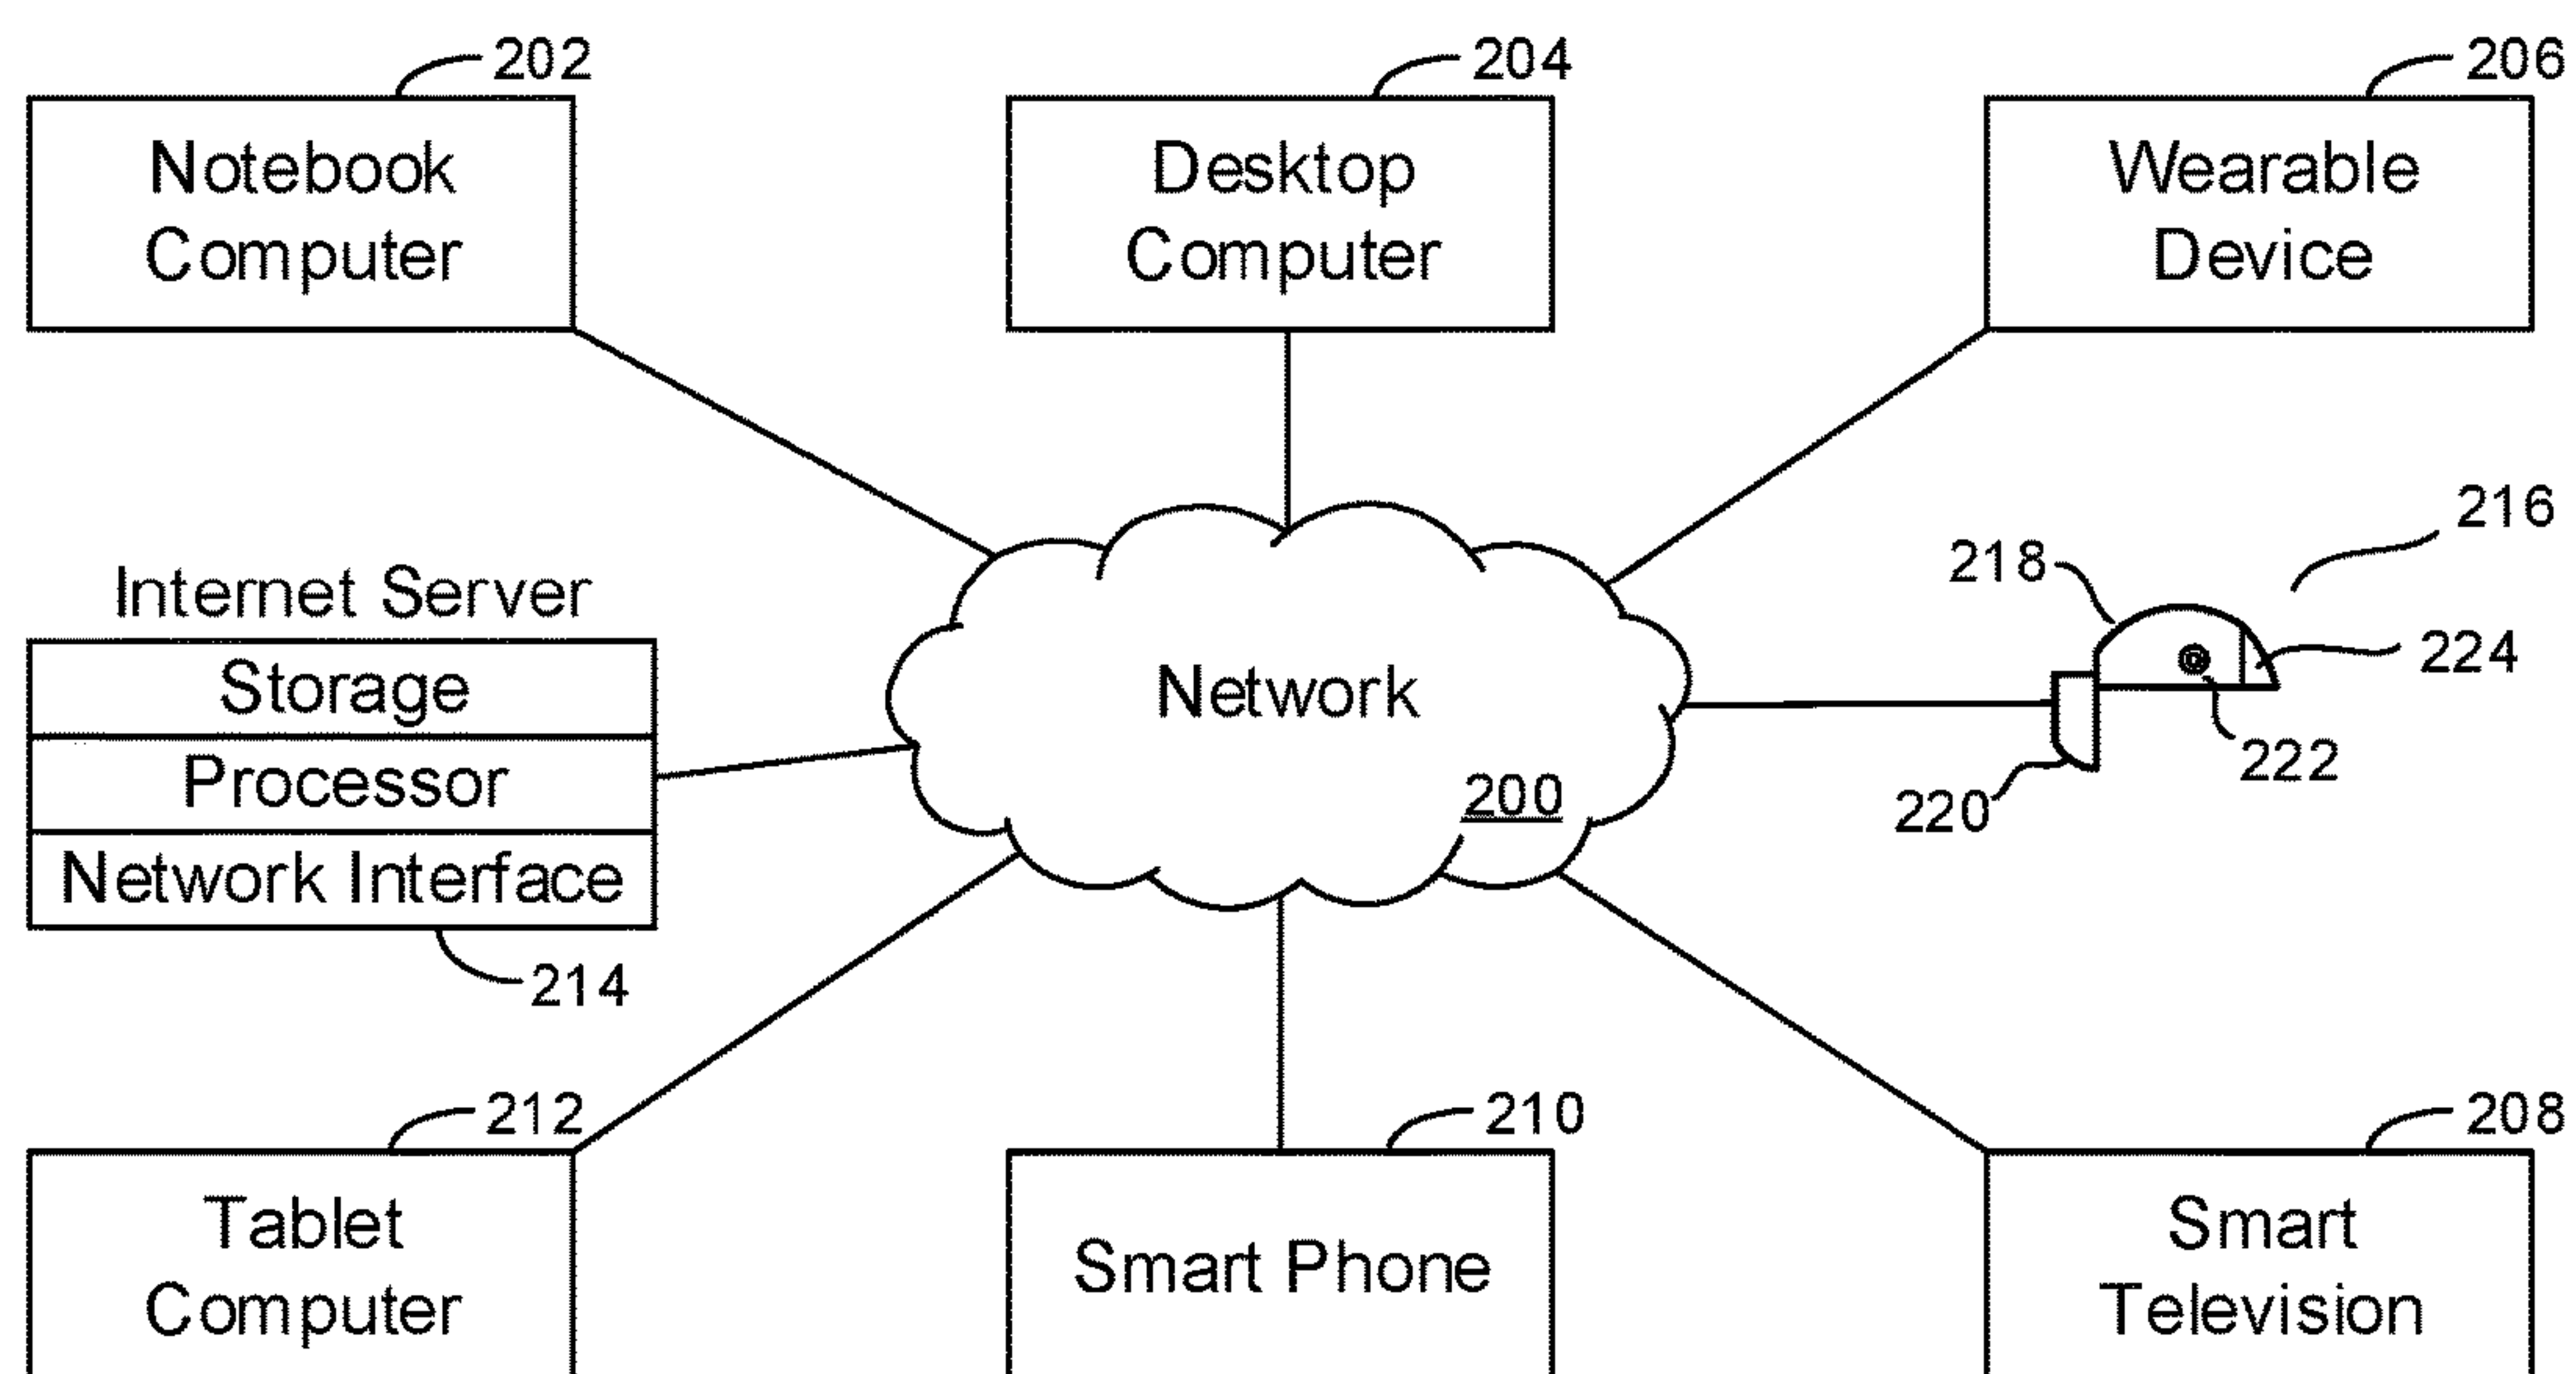 202
204
206
Notebook
Computer
Desktop
Computer
Wearable
Device
216
218
224
222
220
Internet Server
Storage
Processor
Network Interface
214
Network
200
212
210
208
Tablet
Computer
Smart Phone
Smart
Television